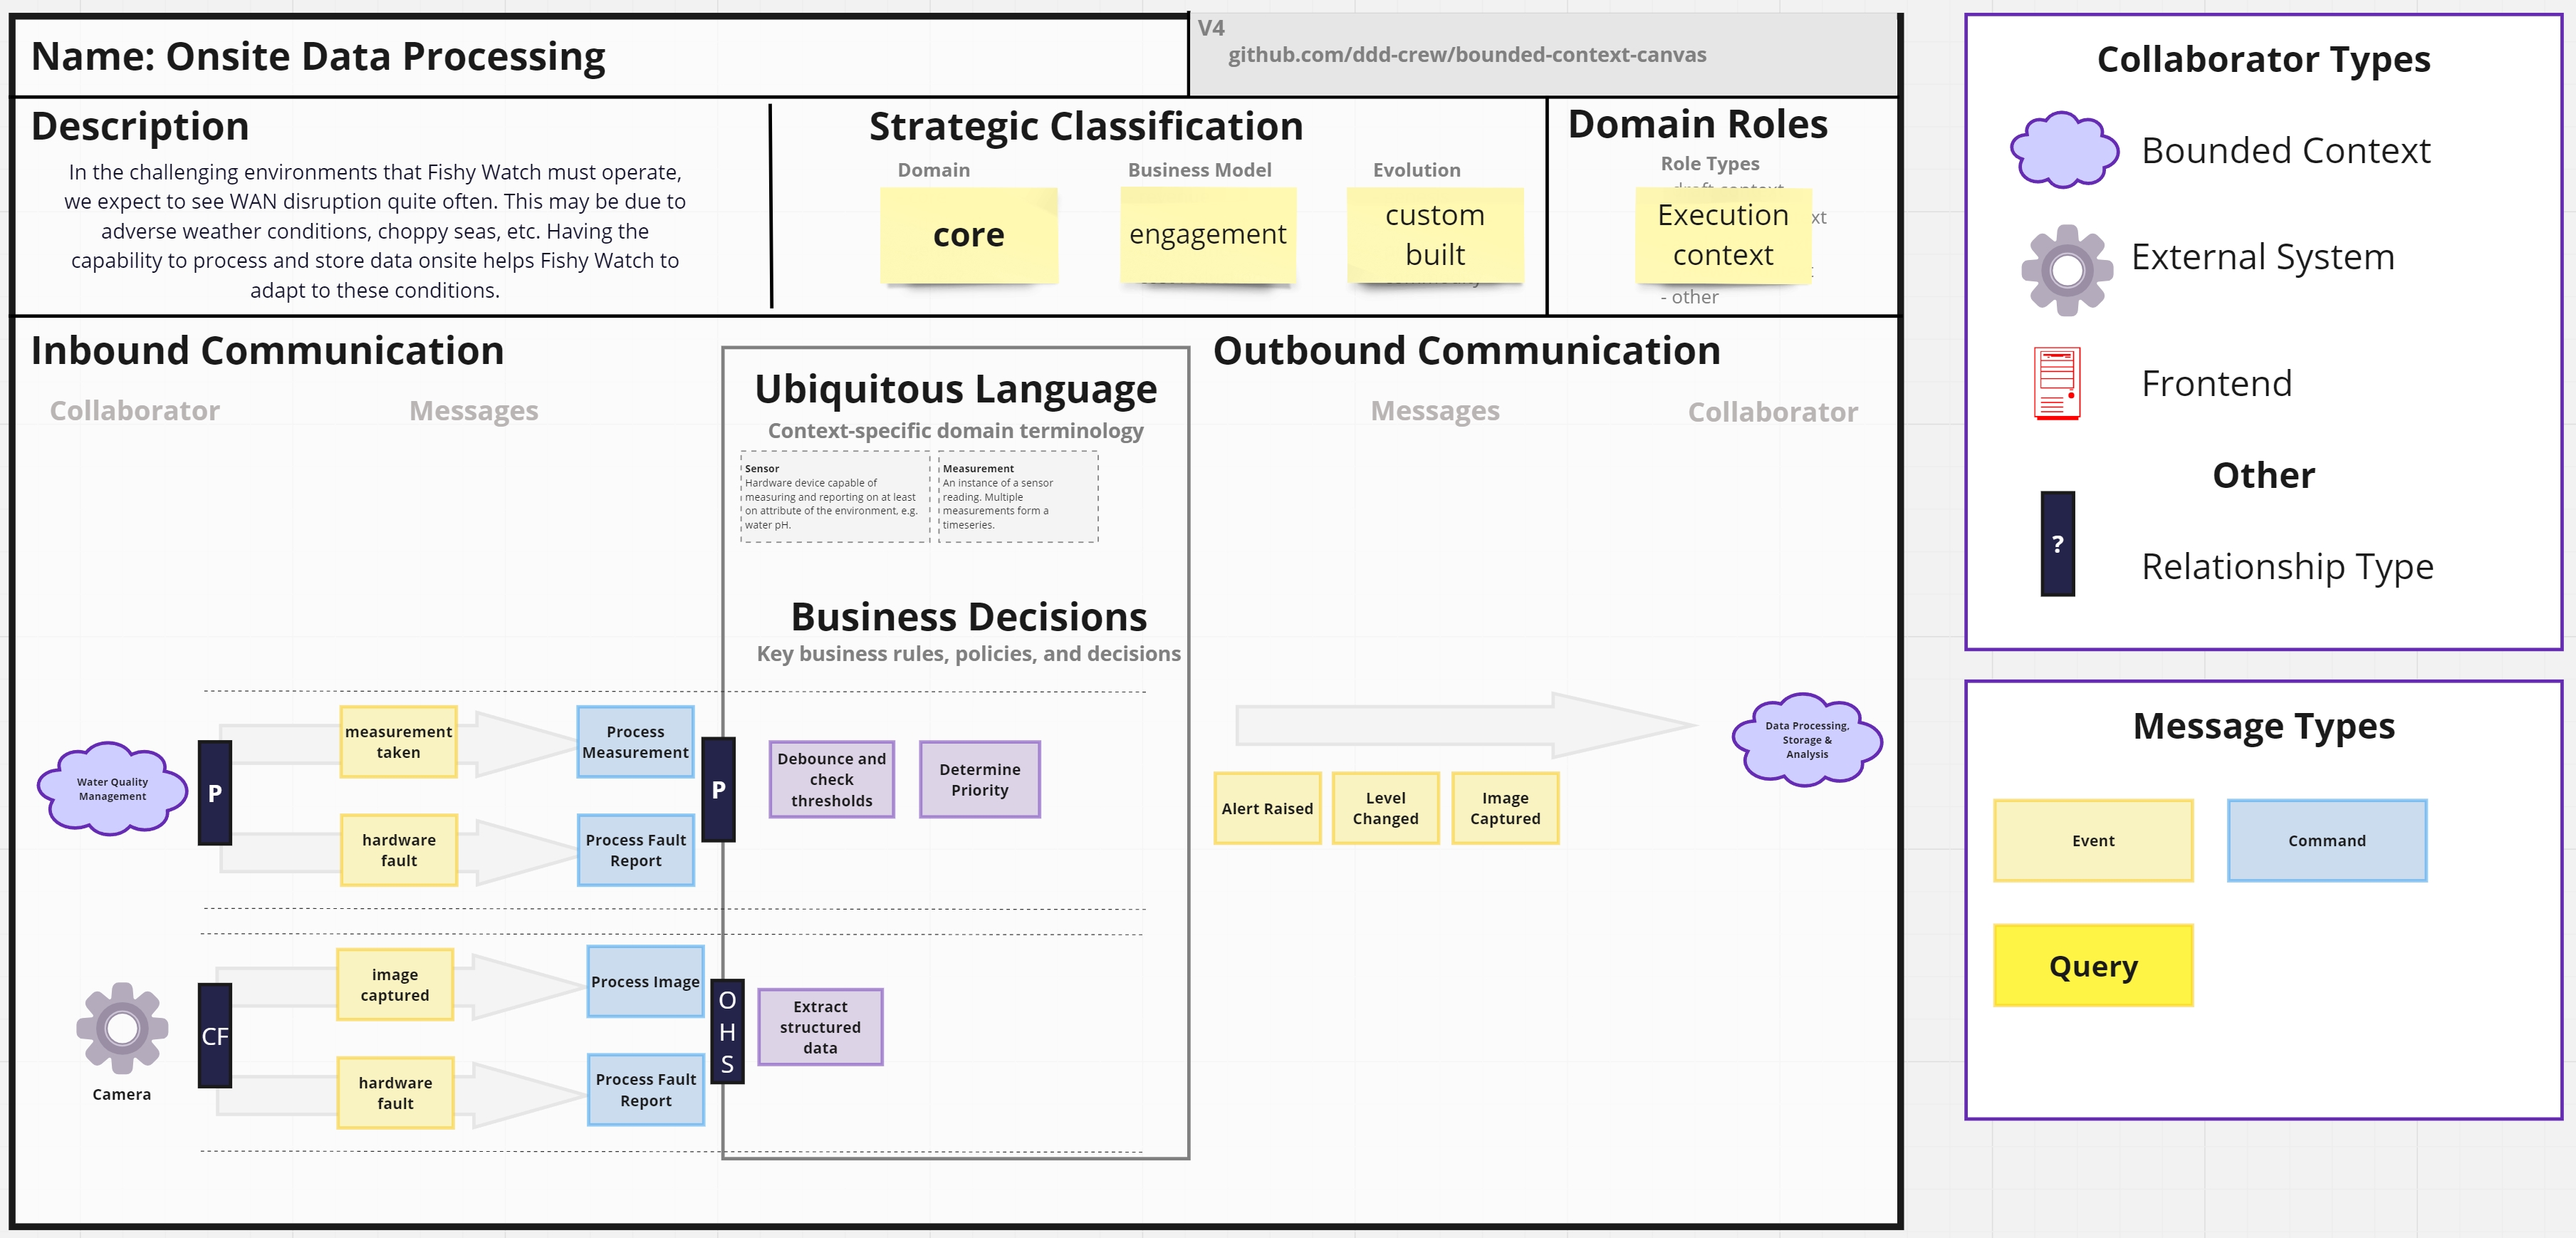 Name: Onsite Data Processing
V4
github.com/ddd-crew/bounded-context-canvas
Description
In the challenging environments that Fishy Watch must operate,
we expect to see WAN disruption quite often. This may be due to
adverse weather conditions, choppy seas, etc. Having the
capability to process and store data onsite helps Fishy Watch to
adapt to these conditions.
Strategic Classification
Domain
core
Business Model
engagement
Evolution
custom
built
Domain Roles
Role Types
Execution
context
- other
Inbound Communication
Collaborator
Messages
Ubiquitous Language
Context-specific domain terminology
Sensor
Hardware device capable of
measuring and reporting on at least
on attribute of the environment, e.g.
water pH.
Measurement
An instance of a sensor
reading. Multiple
measurements form a
timeseries.
Business Decisions
Key business rules, policies, and decisions
Outbound Communication
Messages
Collaborator
Water Quality
Management
P
measurement
taken
Process
Measurement
hardware
fault
Process Fault
Report
P
Debounce and
check
thresholds
Determine
Priority
Alert Raised
Level
Changed
Image
Captured
Data Processing,
Storage &
Analysis
Camera
CF
image
captured
Process Image
hardware
fault
Process Fault
Report
O
H
S
Extract
structured
data
Collaborator Types
Bounded Context
External System
Frontend
Other
?
Relationship Type
Message Types
Event
Command
Query